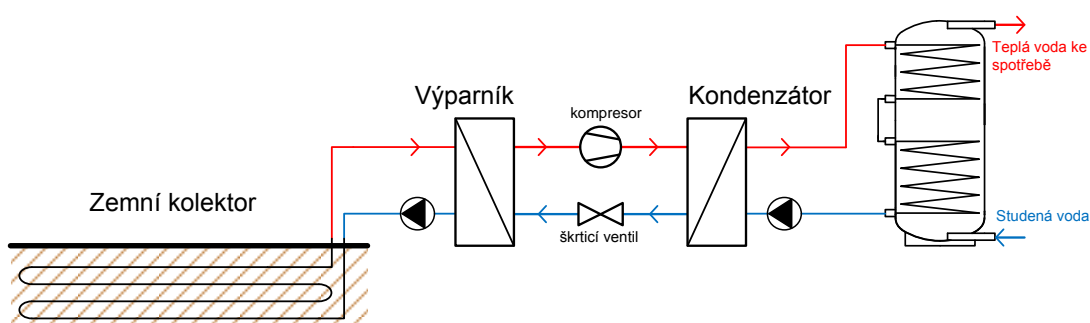 Teplá voda ke
spotřebě
Výparník
kompresor
Kondenzátor
Zemní kolektor
škrticí ventil
Studená voda